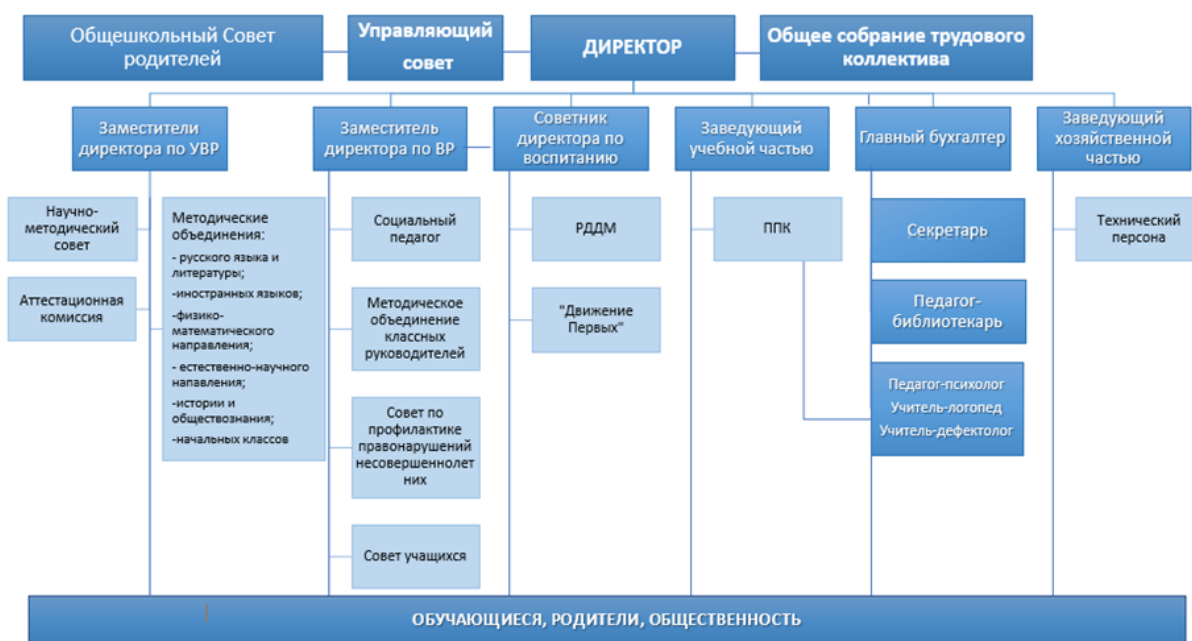 Общешкольный Совет
родителей
Управляющий
совет
ДИРЕКТОР
Общее собрание трудового
коллектива
Заместители
директора по УВР
Заместитель
директора по ВР
Советник
директора по
воспитанию
Заведующий
учебной частью
Главный бухгалтер
Заведующий
хозяйственной
частью
Научно-
методический
совет
Аттестационная
комиссия
Методические
объединения:
- русского языка и
литературы;
-иностранных языков;
-физико-
математического
направления;
- естественно-научного
напавления;
-истории и
обществознания;
-начальных классов
Социальный
педагог
Методическое
объединение
классных
руководителей
Совет по
профилактике
правонарушений
несовершеннолет
них
Совет учащихся
РДДМ
"Движение
Первых"
ППК
Секретарь
Педагог-
библиотекарь
Педагог-психолог
Учитель-логопед
Учитель-дефектолог
Технический
персона
ОБУЧАЮЩИЕСЯ, РОДИТЕЛИ, ОБЩЕСТВЕННОСТЬ